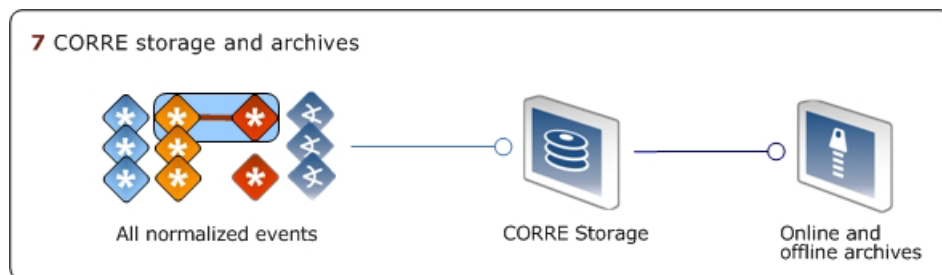 7 CORRE storage and archives
All normalized events
CORRE Storage
Online and
offline archives